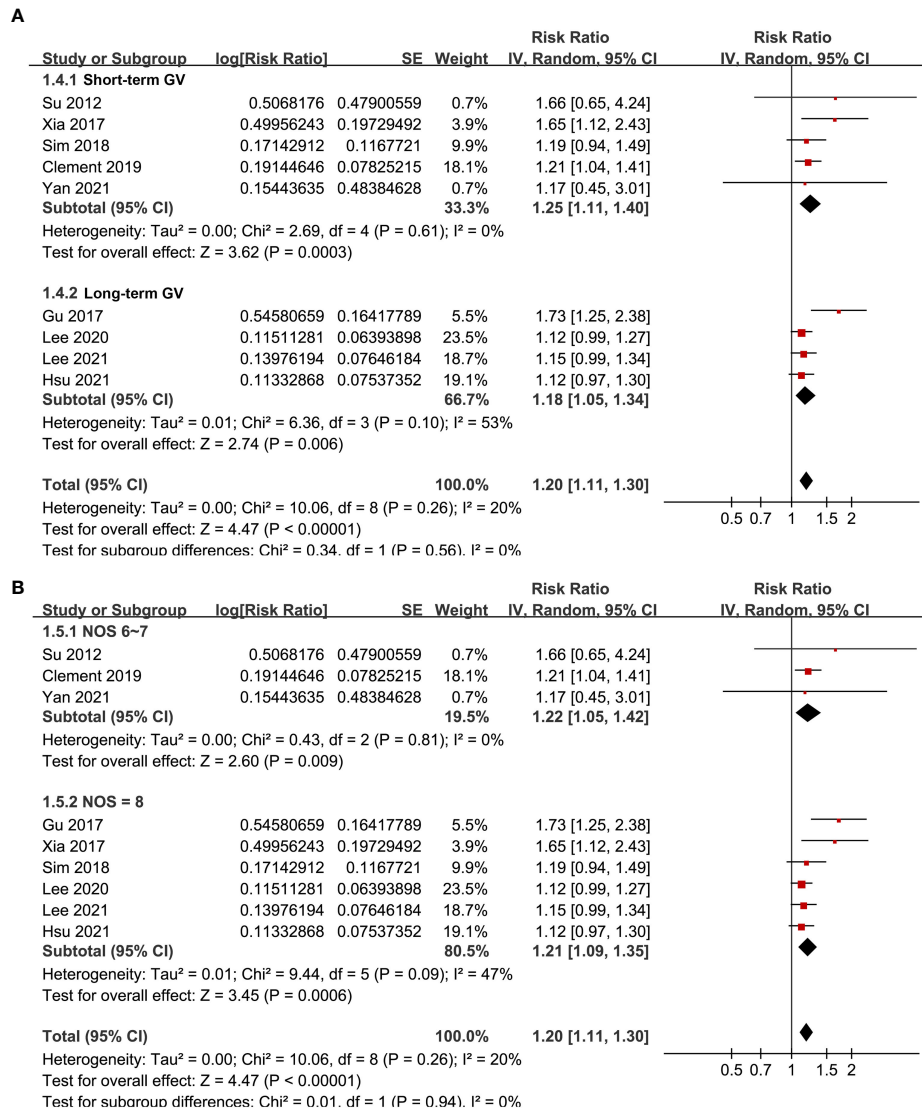 A
Risk Ratio Risk Ratio
Study or Subgroup log[Risk Ratio] SE Weight IV, Random, 95% CI IV, Random, 95% CI
1.4.1 Short-term GV
Su 2012 0.5068176 0.47900559 0.7% 1.66 [0.65, 4.24]
Xia 2017 0.49956243 0.19729492 3.9% 1.65 [1.12, 2.43]
Sim 2018 0.17142912 0.1167721 9.9% 1.19 [0.94, 1.49]
Clement 2019 0.19144646 0.07825215 18.1% 1.21 [1.04, 1.41]
Yan 2021 0.15443635 0.48384628 0.7% 1.17 [0.45, 3.01]
Subtotal (95% CI) 33.3% 1.25 [1.11, 1.40]
Heterogeneity: Tau² = 0.00; Chi² = 2.69, df = 4 (P = 0.61); I² = 0%
Test for overall effect: Z = 3.62 (P = 0.0003)
1.4.2 Long-term GV
Gu 2017 0.54580659 0.16417789 5.5% 1.73 [1.25, 2.38]
Lee 2020 0.11511281 0.06393898 23.5% 1.12 [0.99, 1.27]
Lee 2021 0.13976194 0.07646184 18.7% 1.15 [0.99, 1.34]
Hsu 2021 0.11332868 0.07537352 19.1% 1.12 [0.97, 1.30]
Subtotal (95% CI) 66.7% 1.18 [1.05, 1.34]
Heterogeneity: Tau² = 0.01; Chi² = 6.36, df = 3 (P = 0.10); I² = 53%
Test for overall effect: Z = 2.74 (P = 0.006)
Total (95% CI) 100.0% 1.20 [1.11, 1.30]
Heterogeneity: Tau² = 0.00; Chi² = 10.06, df = 8 (P = 0.26); I² = 20%
0.5 0.7 1 1.5 2
Test for overall effect: Z = 4.47 (P < 0.00001)
Test for subgroup differences: Chi² = 0.34, df = 1 (P = 0.56), I² = 0%
B
Risk Ratio Risk Ratio
Study or Subgroup log[Risk Ratio] SE Weight IV, Random, 95% CI IV, Random, 95% CI
1.5.1 NOS 6~7
Su 2012 0.5068176 0.47900559 0.7% 1.66 [0.65, 4.24]
Clement 2019 0.19144646 0.07825215 18.1% 1.21 [1.04, 1.41]
Yan 2021 0.15443635 0.48384628 0.7% 1.17 [0.45, 3.01]
Subtotal (95% CI) 19.5% 1.22 [1.05, 1.42]
Heterogeneity: Tau² = 0.00; Chi² = 0.43, df = 2 (P = 0.81); I² = 0%
Test for overall effect: Z = 2.60 (P = 0.009)
1.5.2 NOS = 8
Gu 2017 0.54580659 0.16417789 5.5% 1.73 [1.25, 2.38]
Xia 2017 0.49956243 0.19729492 3.9% 1.65 [1.12, 2.43]
Sim 2018 0.17142912 0.1167721 9.9% 1.19 [0.94, 1.49]
Lee 2020 0.11511281 0.06393898 23.5% 1.12 [0.99, 1.27]
Lee 2021 0.13976194 0.07646184 18.7% 1.15 [0.99, 1.34]
Hsu 2021 0.11332868 0.07537352 19.1% 1.12 [0.97, 1.30]
Subtotal (95% CI) 80.5% 1.21 [1.09, 1.35]
Heterogeneity: Tau² = 0.01; Chi² = 9.44, df = 5 (P = 0.09); I² = 47%
Test for overall effect: Z = 3.45 (P = 0.0006)
Total (95% CI) 100.0% 1.20 [1.11, 1.30]
Heterogeneity: Tau² = 0.00; Chi² = 10.06, df = 8 (P = 0.26); I² = 20%
0.5 0.7 1 1.5 2
Test for overall effect: Z = 4.47 (P < 0.00001)
Test for subgroup differences: Chi² = 0.01, df = 1 (P = 0.94), I² = 0%